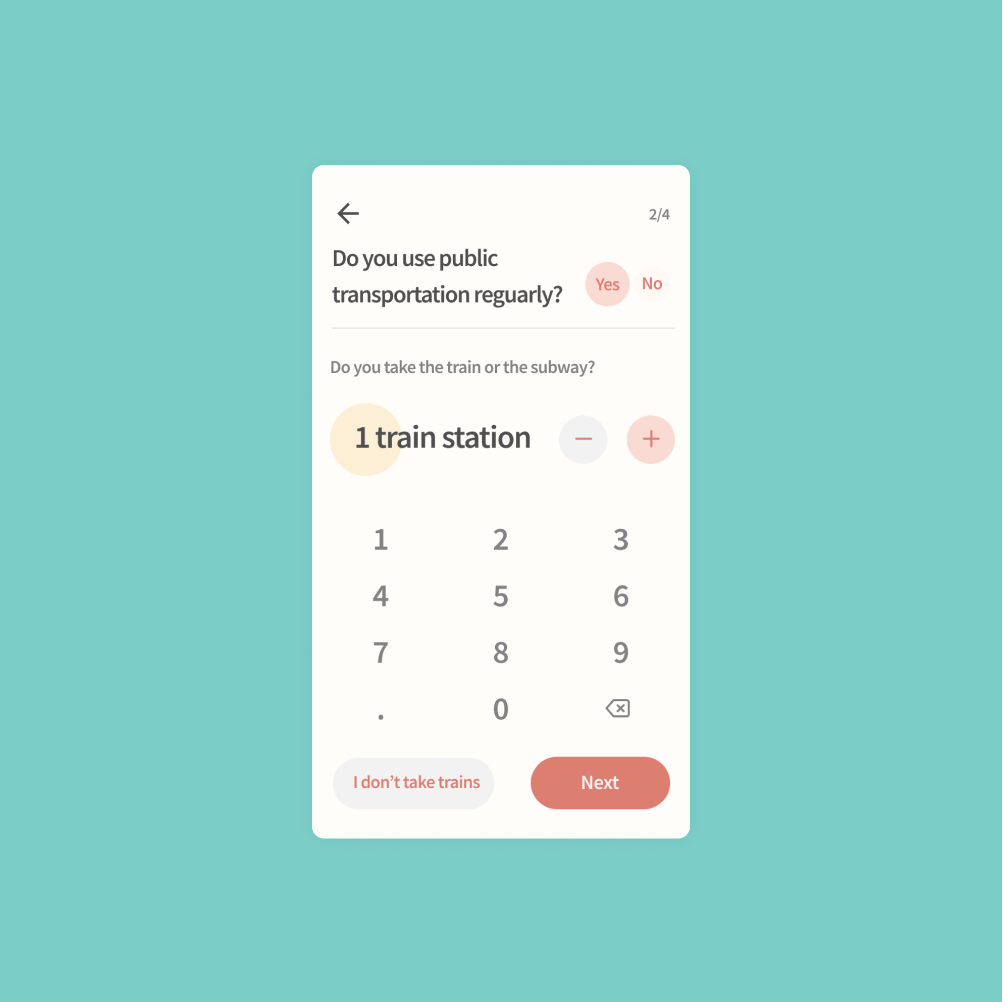 2/4
Do you use public
transportation reguarly?
Yes
No
Do you take the train or the subway?
1 train station
1 2 3
4 5 6
7 8 9
. 0
I don’t take trains
Next